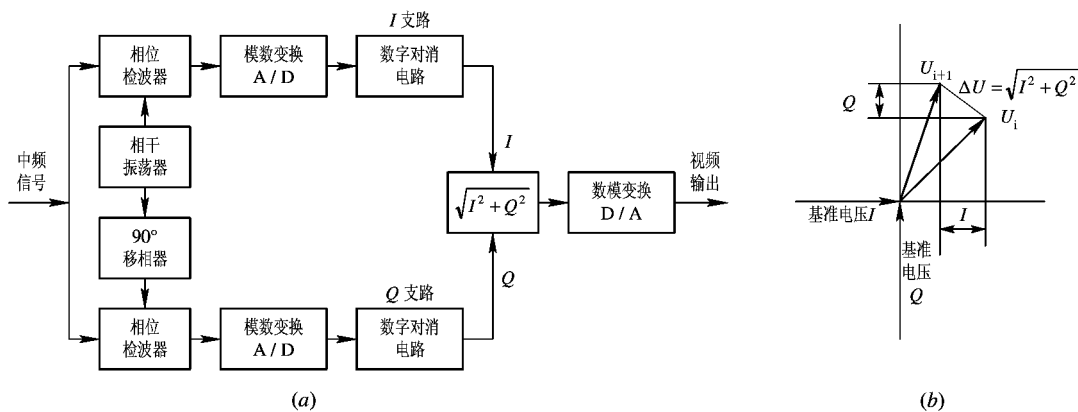 I 支路
相位
检波器
模数变换
A / D
数字对消
电路
相干
振荡器
中频
信号
I
√I² + Q²
数模变换
D / A
视频
输出
90°
移相器
Q
Q 支路
相位
检波器
模数变换
A / D
数字对消
电路
(a)
U_{i+1}
ΔU = √I² + Q²
Q
U_i
基准电压I
I
基准
电压
Q
(b)